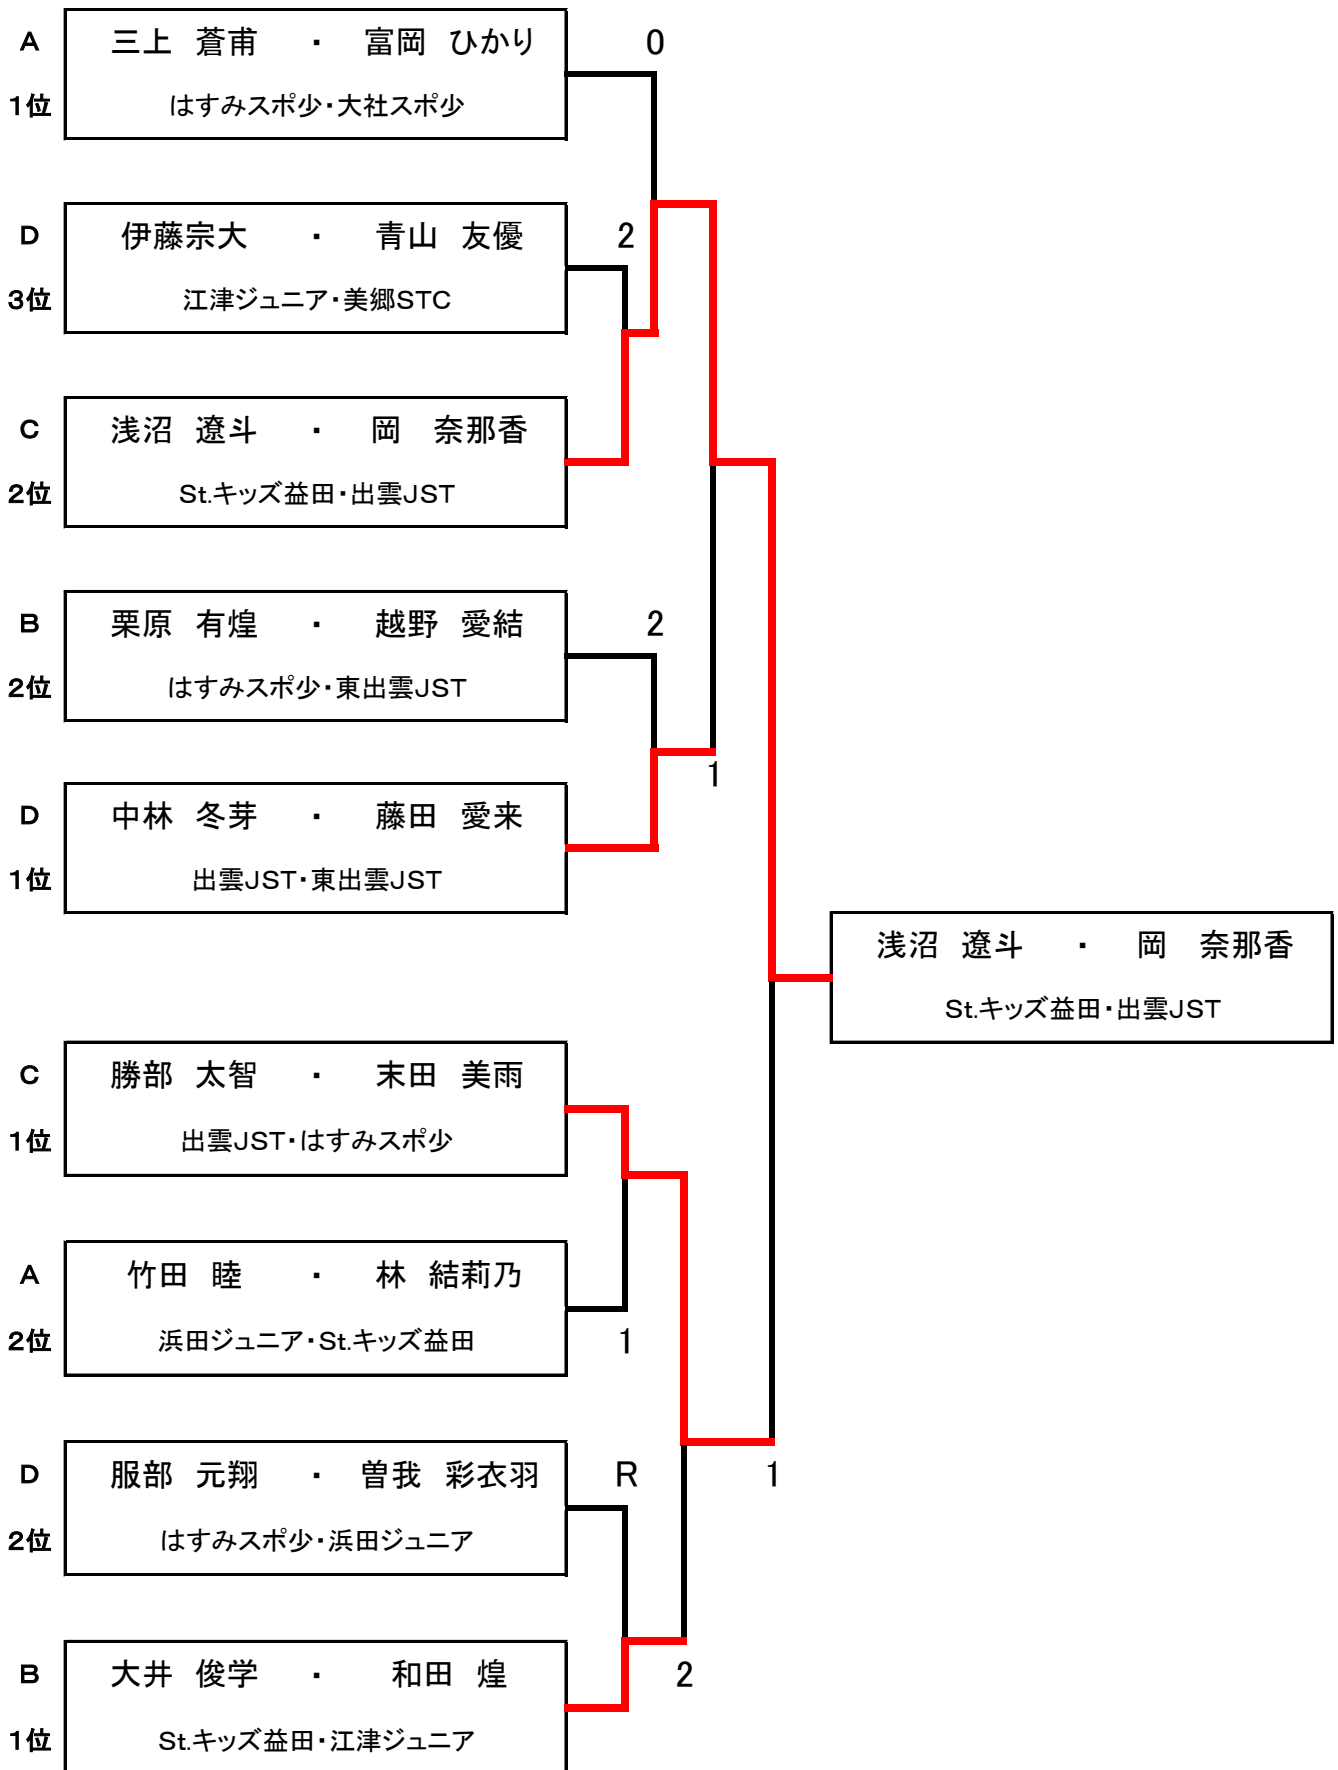 A 三上 蒼甫 ・ 富岡 ひかり 0
1位 はすみスポ少・大社スポ少
D 伊藤宗大 ・ 青山 友優 2
3位 江津ジュニア・美郷STC
C 浅沼 遼斗 ・ 岡 奈那香
2位 St.キッズ益田・出雲JST
B 栗原 有煌 ・ 越野 愛結 2
2位 はすみスポ少・東出雲JST
1
D 中林 冬芽 ・ 藤田 愛来
1位 出雲JST・東出雲JST
浅沼 遼斗 ・ 岡 奈那香
St.キッズ益田・出雲JST
C 勝部 太智 ・ 末田 美雨
1位 出雲JST・はすみスポ少
A 竹田 睦 ・ 林 結莉乃
2位 浜田ジュニア・St.キッズ益田 1
D 服部 元翔 ・ 曽我 彩衣羽 R 1
2位 はすみスポ少・浜田ジュニア
B 大井 俊学 ・ 和田 煌 2
1位 St.キッズ益田・江津ジュニア